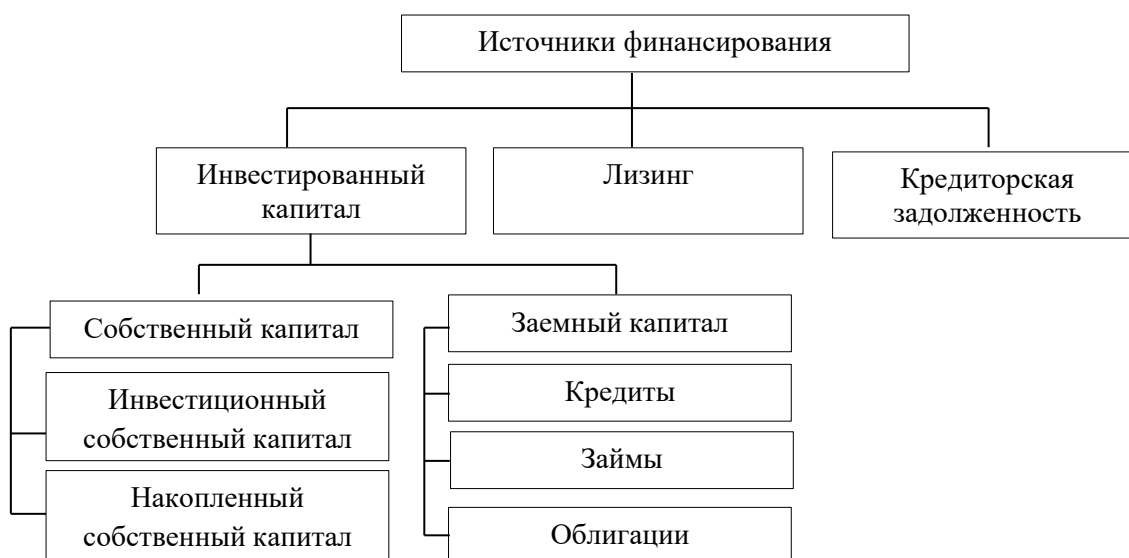 Источники финансирования
Инвестированный
капитал
Лизинг
Кредиторская
задолженность
Собственный капитал
Инвестиционный
собственный капитал
Накопленный
собственный капитал
Заемный капитал
Кредиты
Займы
Облигации